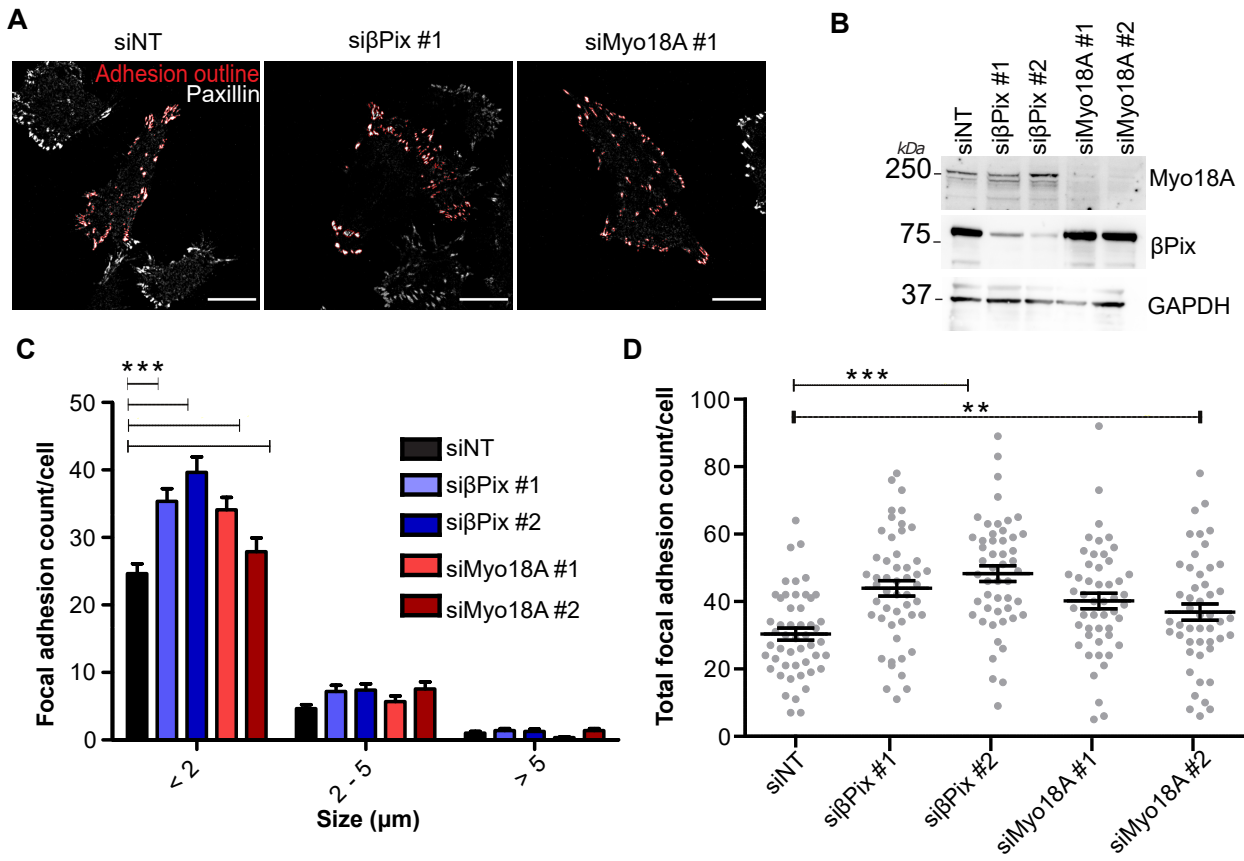 A
siNT
siβPix #1
siMyo18A #1
Adhesion outline
Paxillin
B
siNT
siβPix #1
siβPix #2
siMyo18A #1
siMyo18A #2
kDa
250
Myo18A
75
βPix
37
GAPDH
C
***
50
40
30
20
10
0
Focal adhesion count/cell
< 2
2 - 5
> 5
Size (μm)
siNT
siβPix #1
siβPix #2
siMyo18A #1
siMyo18A #2
D
***
**
100
80
60
40
20
0
Total focal adhesion count/cell
siNT
siβPix #1
siβPix #2
siMyo18A #1
siMyo18A #2